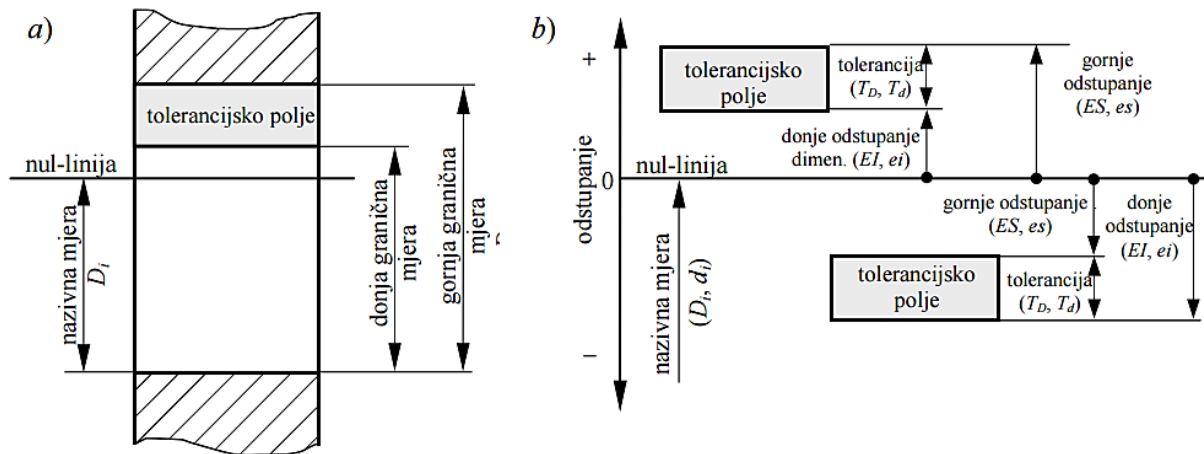 a)
tolerancijsko polje
nul-linija
nazivna mjera
D_i
donja granična
mjera
gornja granična
mjera
b)
+
odstupanje
0
–
tolerancijsko
polje
tolerancija
(T_D, T_d)
gornje
odstupanje
(ES, es)
donje odstupanje
dimen. (EI, ei)
nul-linija
nazivna mjera
(D_i, d_i)
gornje odstupanje
(ES, es)
donje
odstupanje
(EI, ei)
tolerancijsko
polje
tolerancija
(T_D, T_d)